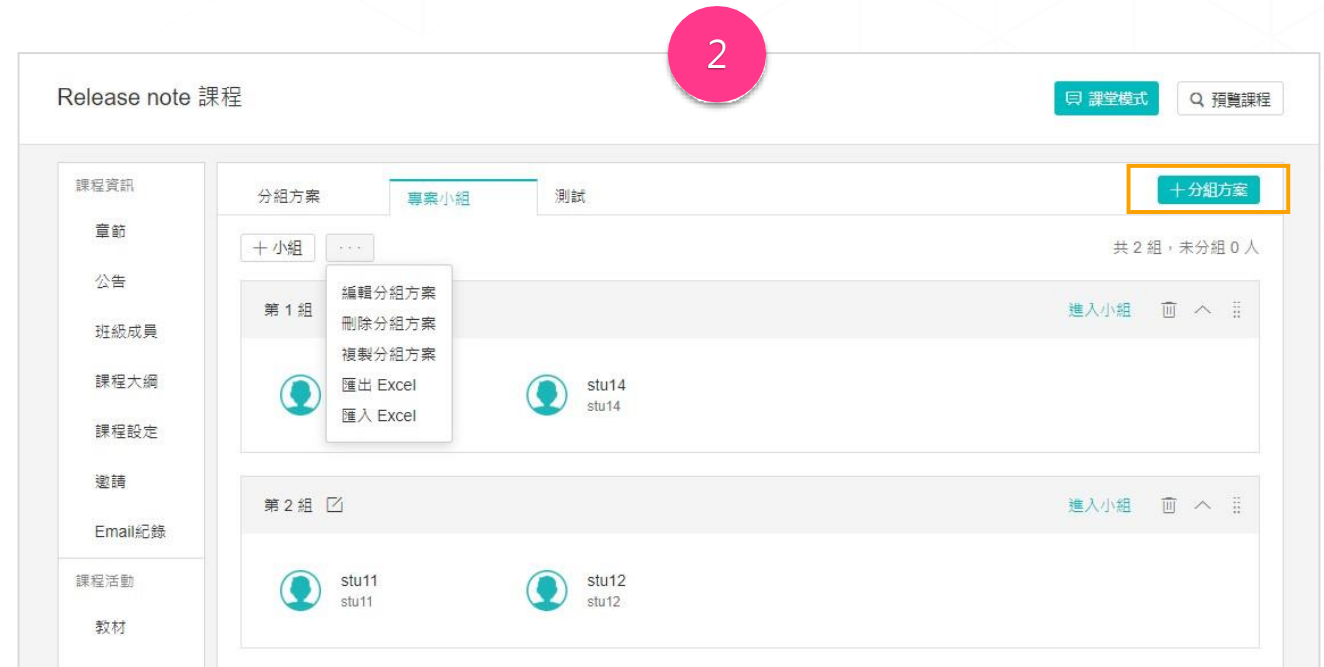 2
Release note 課程
課堂模式
預覽課程
課程資訊
章節
公告
班級成員
課程大綱
課程設定
邀請
Email紀錄
課程活動
教材
分組方案
專案小組
測試
＋分組方案
＋小組
···
共 2 組，未分組 0 人
編輯分組方案
刪除分組方案
複製分組方案
匯出 Excel
匯入 Excel
第 1 組
進入小組
stu14
stu14
第 2 組
進入小組
stu11
stu11
stu12
stu12